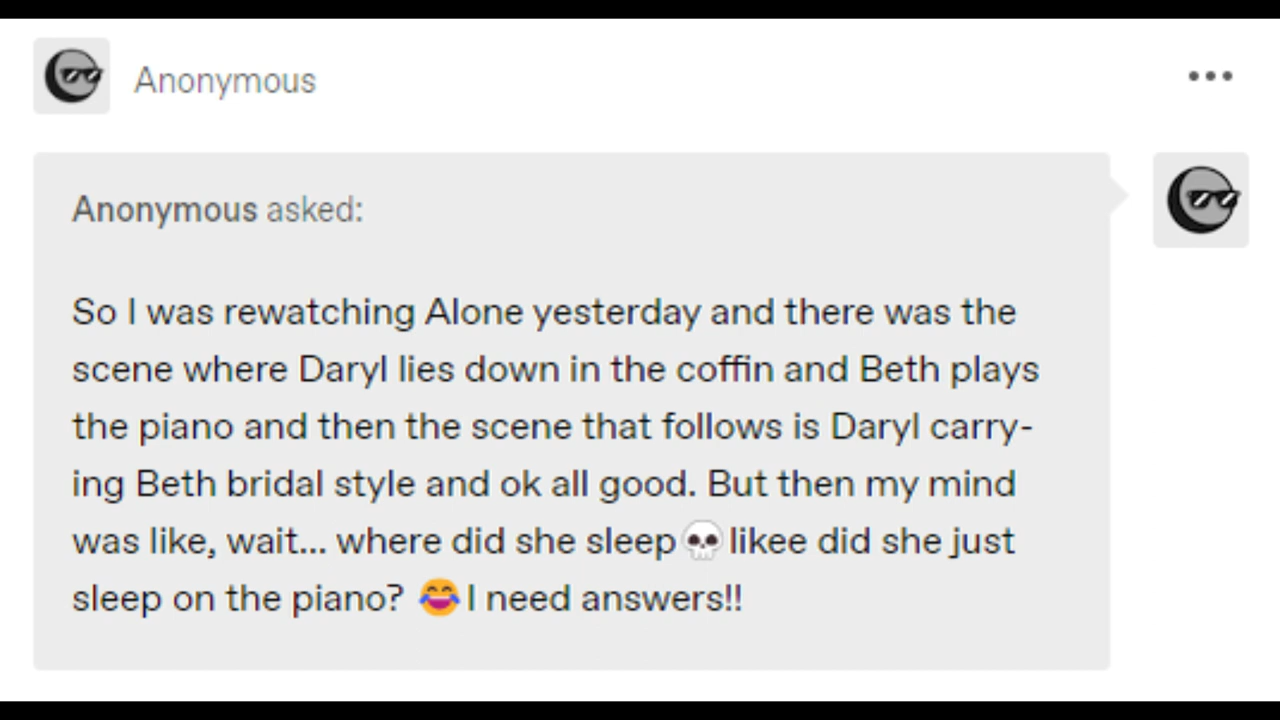 Anonymous
Anonymous asked:
So I was rewatching Alone yesterday and there was the
scene where Daryl lies down in the coffin and Beth plays
the piano and then the scene that follows is Daryl carry-
ing Beth bridal style and ok all good. But then my mind
was like, wait... where did she sleep💀likee did she just
sleep on the piano? 😂I need answers!!